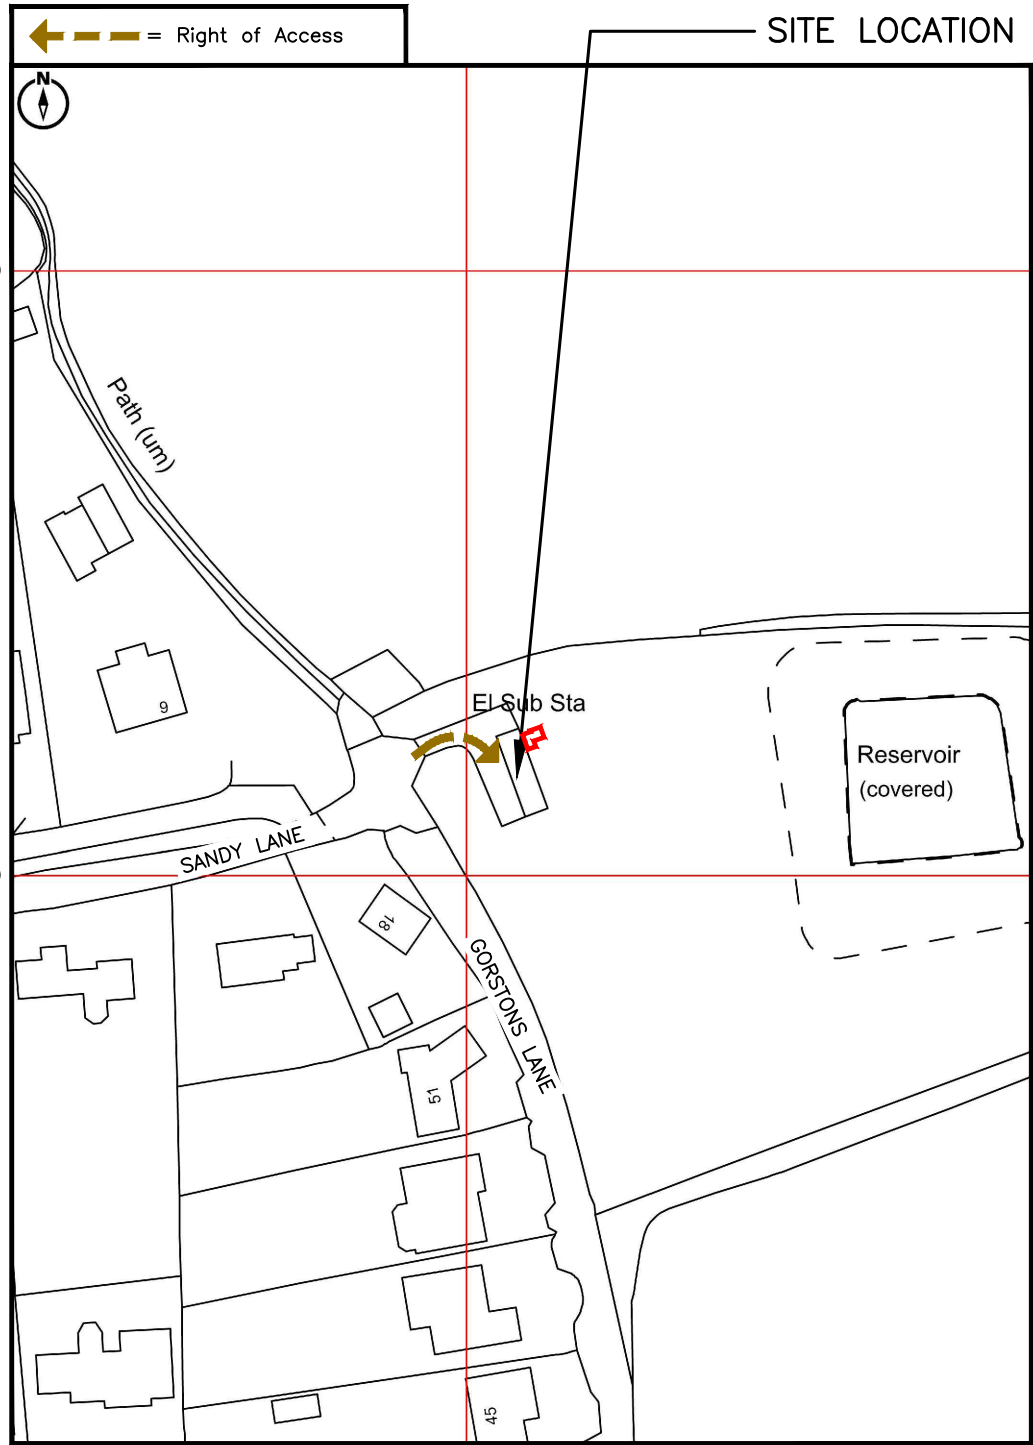 = Right of Access
SITE LOCATION
N
Path (um)
9
El Sub Sta
Reservoir
(covered)
SANDY LANE
18
GORSTONS LANE
51
45